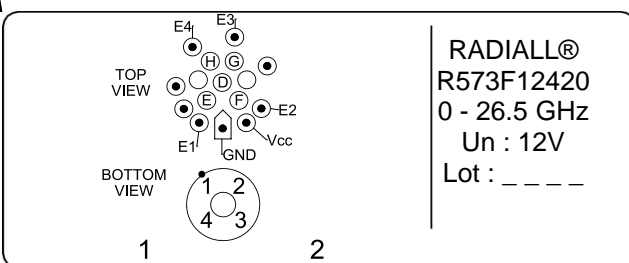 E4 E3
H G
TOP
VIEW
D
E F
E2
E1
Vcc
GND
BOTTOM
VIEW
1 2
4 3
1 2
RADIALL®
R573F12420
0 - 26.5 GHz
Un : 12V
Lot : _ _ _ _